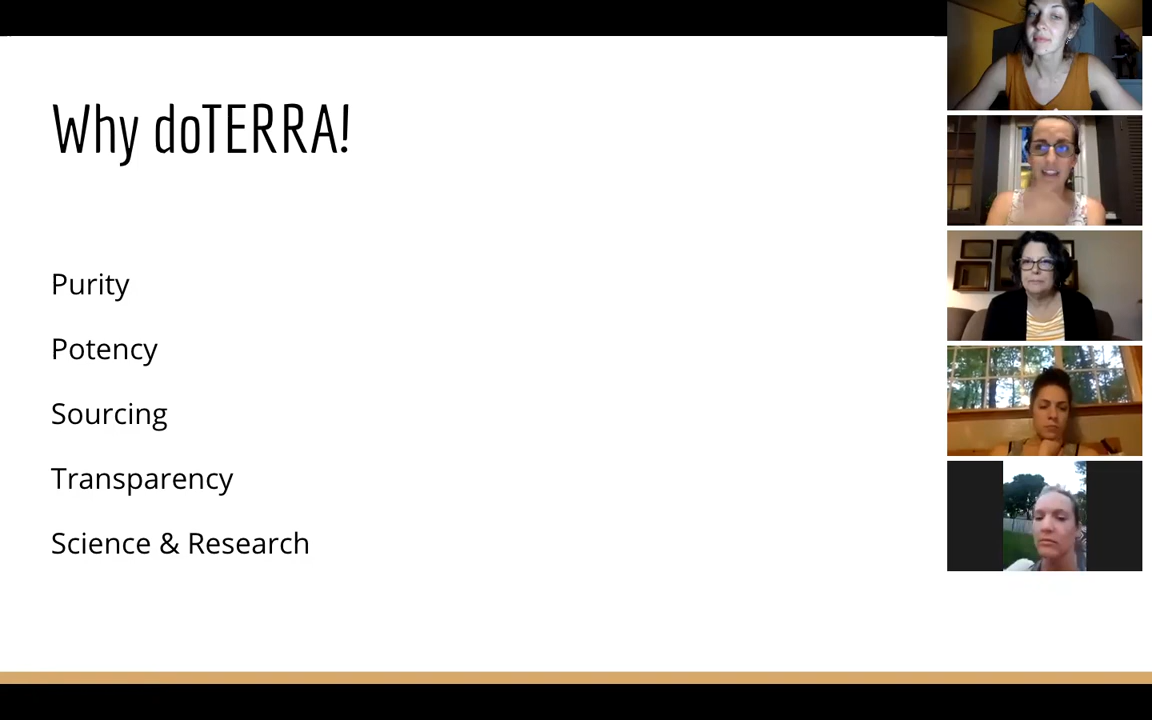 Why doTERRA!
Purity
Potency
Sourcing
Transparency
Science & Research